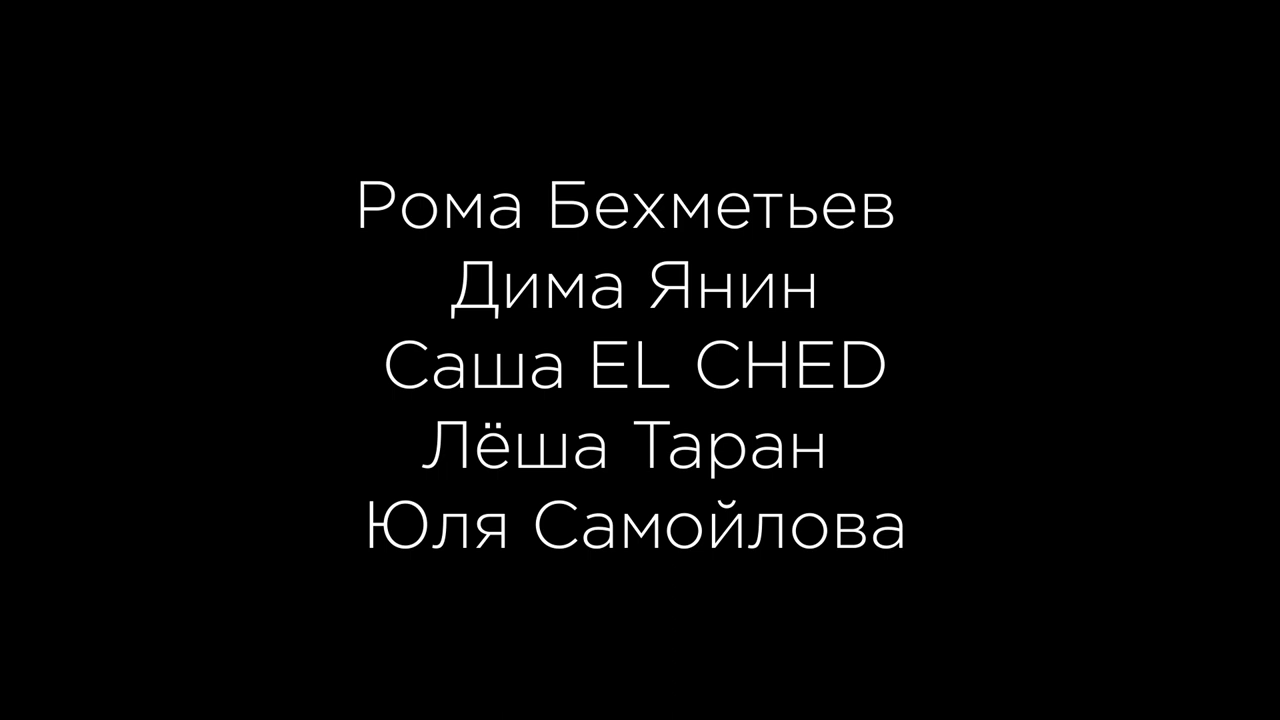 Рома Бехметьев
Дима Янин
Саша EL CHED
Лёша Таран
Юля Самойлова